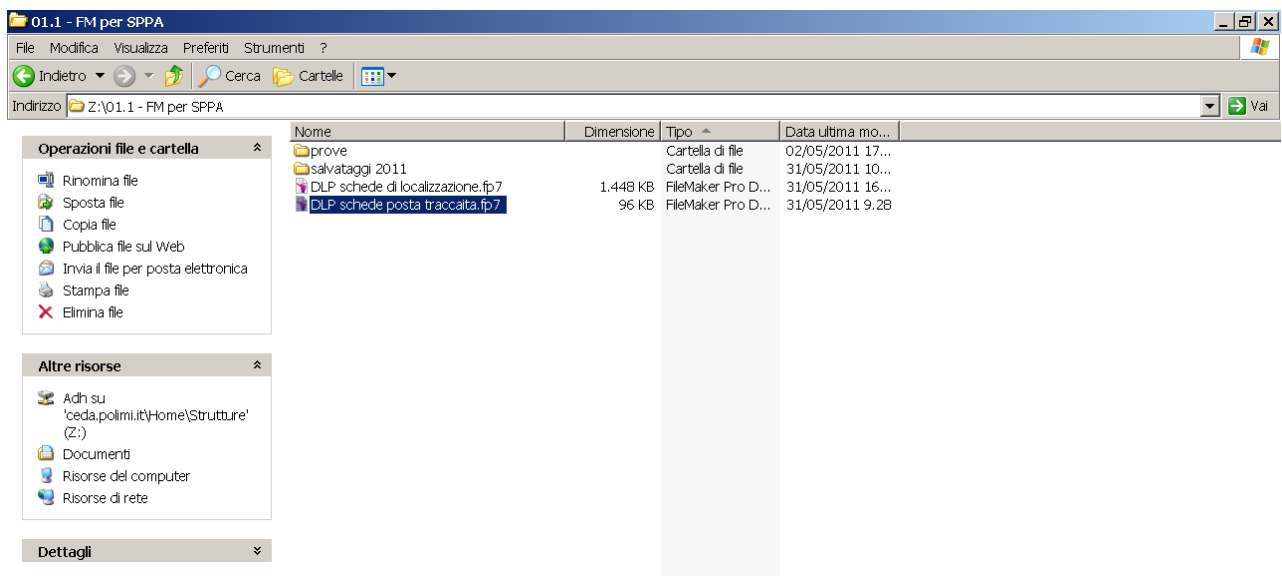 01.1 - FM per SPPA
File Modifica Visualizza Preferiti Strumenti ?
Indietro Cerca Cartelle
Indirizzo Z:\01.1 - FM per SPPA Vai
Operazioni file e cartella
Rinomina file
Sposta file
Copia file
Pubblica file sul Web
Invia il file per posta elettronica
Stampa file
Elimina file
Altre risorse
Adh su
'ceda.polimi.it\Home\Strutture'
(Z:)
Documenti
Risorse del computer
Risorse di rete
Dettagli
Nome Dimensione Tipo Data ultima mo...
prove Cartella di file 02/05/2011 17...
salvataggi 2011 Cartella di file 31/05/2011 10...
DLP schede di localizzazione.fp7 1.448 KB FileMaker Pro D... 31/05/2011 16...
DLP schede posta traccaita.fp7 96 KB FileMaker Pro D... 31/05/2011 9.28